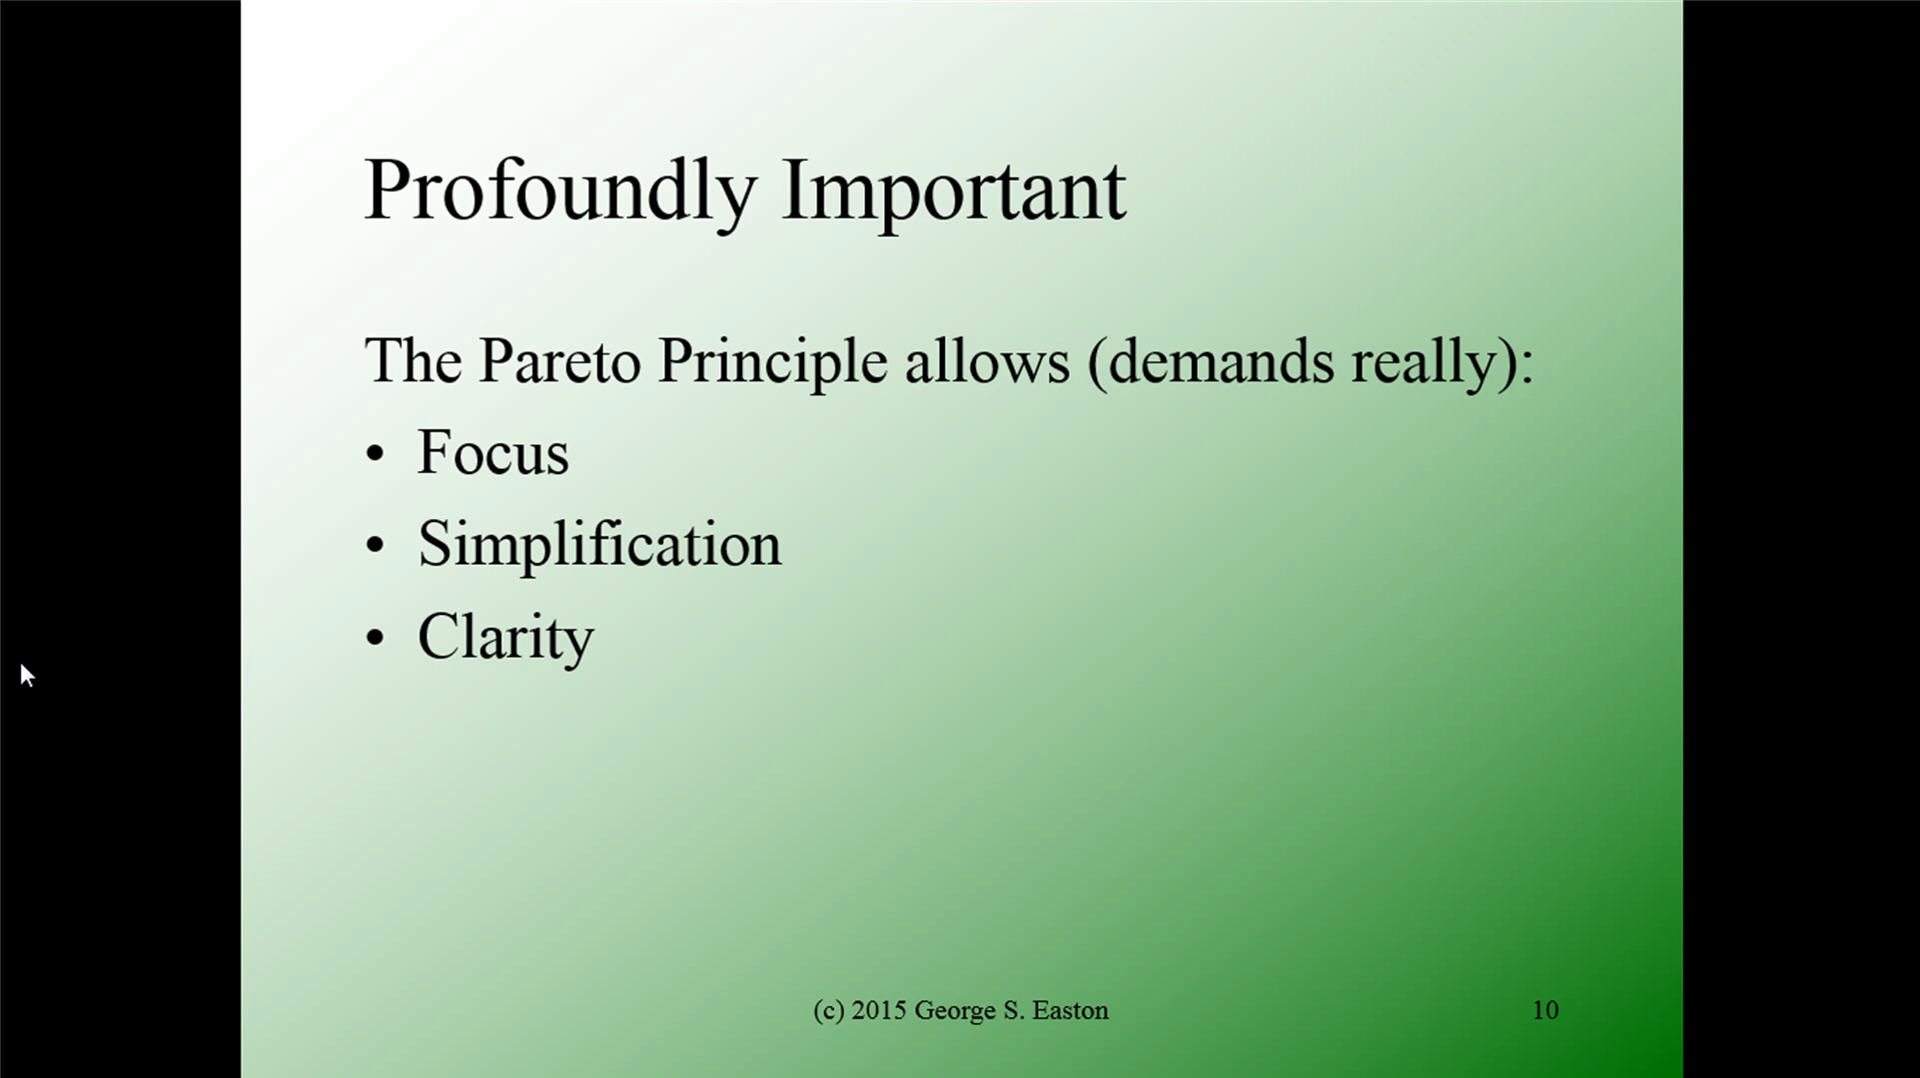 Profoundly Important
The Pareto Principle allows (demands really):
• Focus
• Simplification
• Clarity
(c) 2015 George S. Easton
10